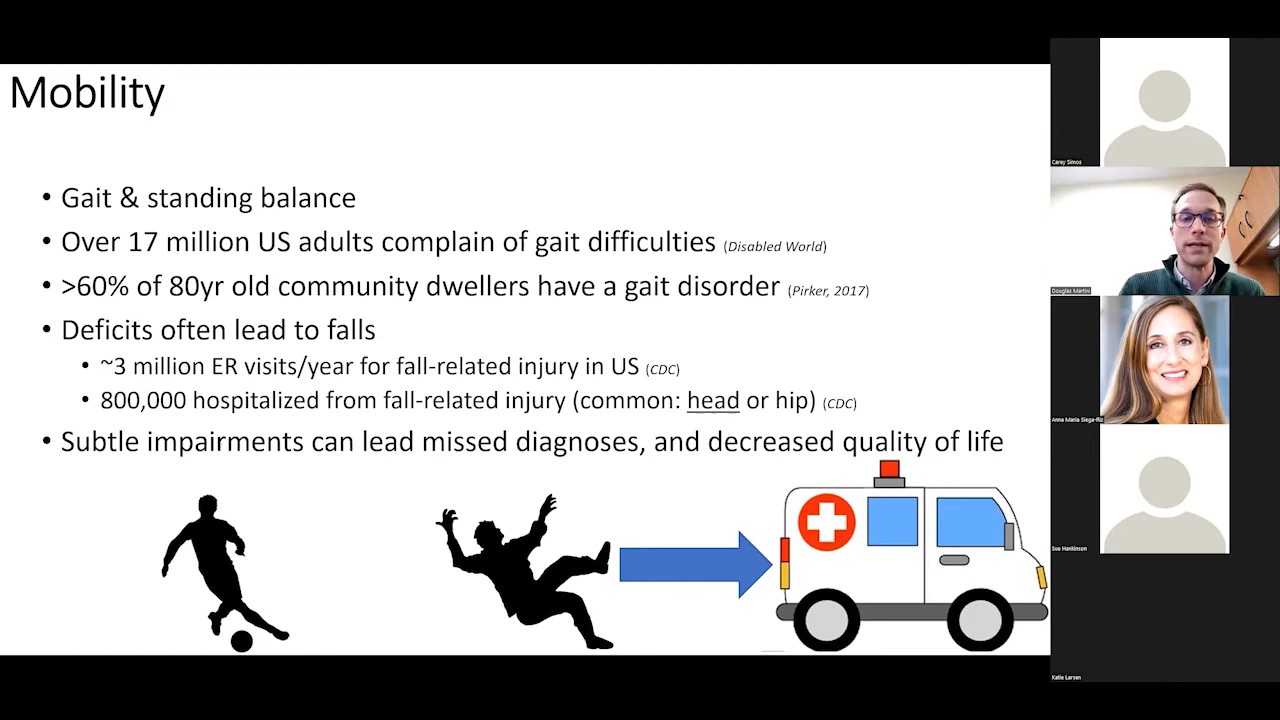 Mobility
• Gait & standing balance
• Over 17 million US adults complain of gait difficulties (Disabled World)
• >60% of 80yr old community dwellers have a gait disorder (Pirker, 2017)
• Deficits often lead to falls
• ~3 million ER visits/year for fall-related injury in US (CDC)
• 800,000 hospitalized from fall-related injury (common: head or hip) (CDC)
• Subtle impairments can lead missed diagnoses, and decreased quality of life
Carey Simos
Douglas Martini
Anna Maria Siega-Riz
Sue Hankinson
Katie Larsen